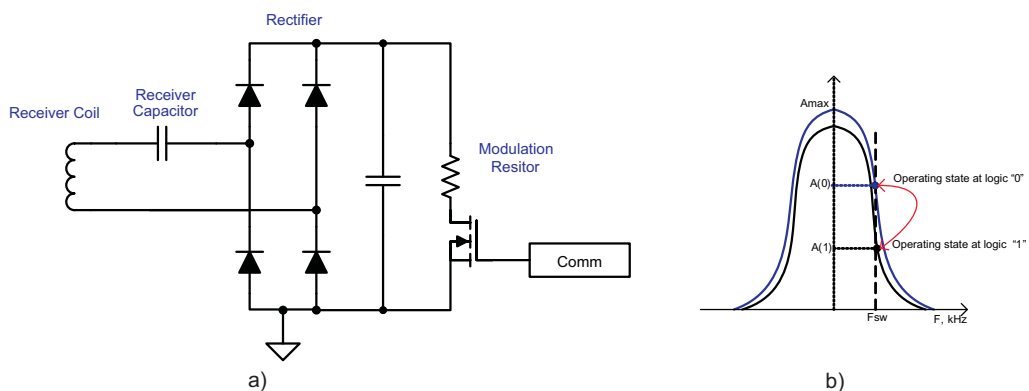 Rectifier
Receiver
Capacitor
Receiver Coil
Modulation
Resitor
Comm
a)
Amax
A(0)
Operating state at logic “0”
A(1)
Operating state at logic “1”
Fsw
F, kHz
b)